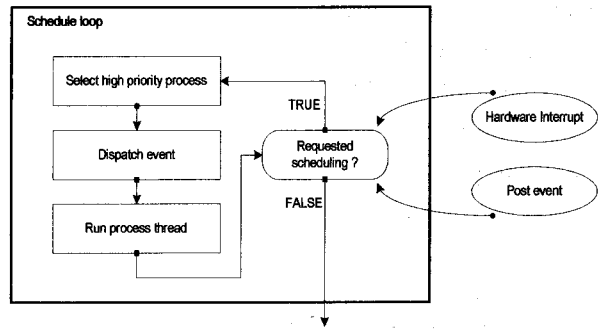 Schedule loop
Select high priority process
TRUE
Hardware Interrupt
Dispatch event
Requested
scheduling ?
Post event
FALSE
Run process thread